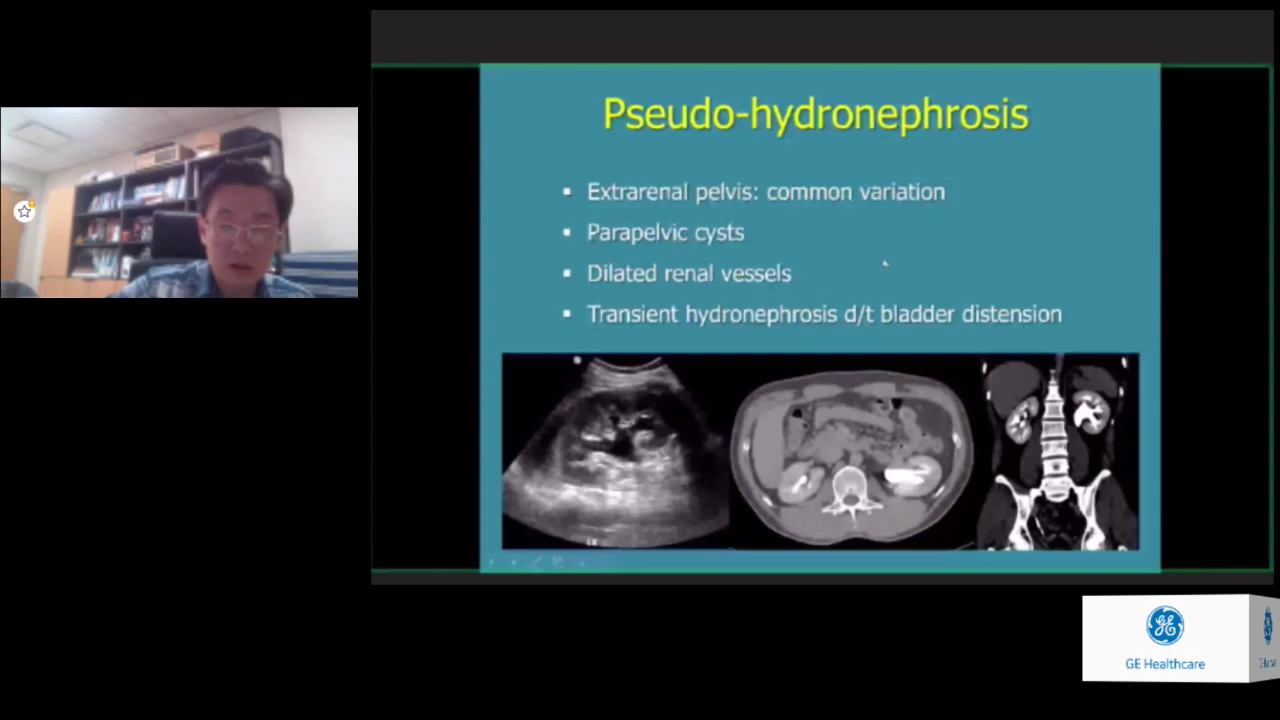 Pseudo-hydronephrosis
▪ Extrarenal pelvis: common variation
▪ Parapelvic cysts
▪ Dilated renal vessels
▪ Transient hydronephrosis d/t bladder distension
GE Healthcare